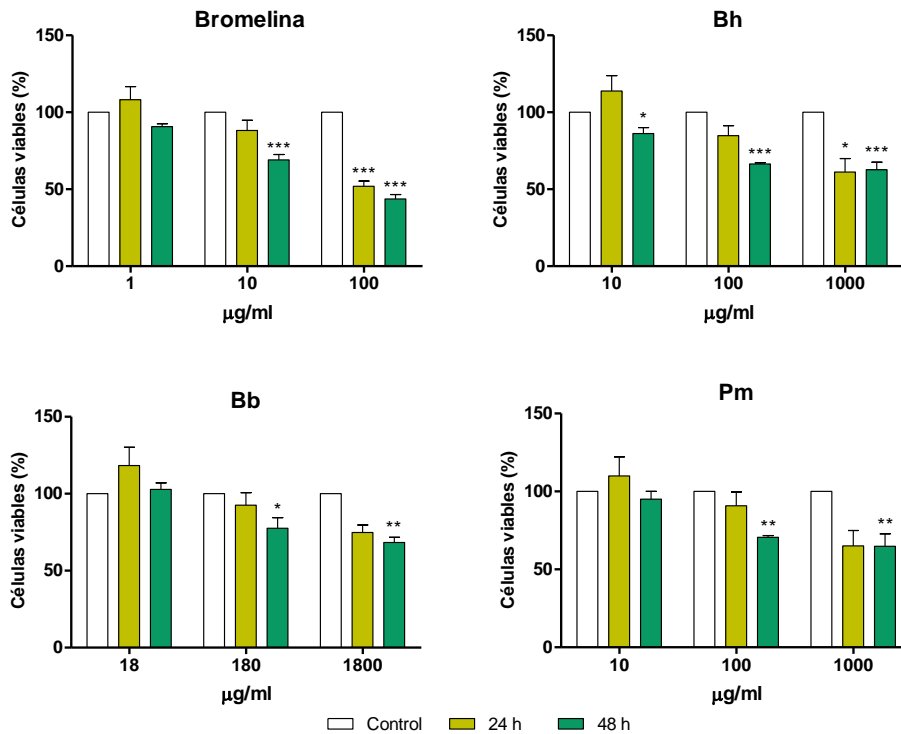 Bromelina
Células viables (%)
150
100
50
0
***
***
***
1 10 100
μg/ml
Bh
Células viables (%)
150
100
50
0
*
***
* ***
10 100 1000
μg/ml
Bb
Células viables (%)
150
100
50
0
*
**
18 180 1800
μg/ml
Pm
Células viables (%)
150
100
50
0
**
**
10 100 1000
μg/ml
Control 24 h 48 h